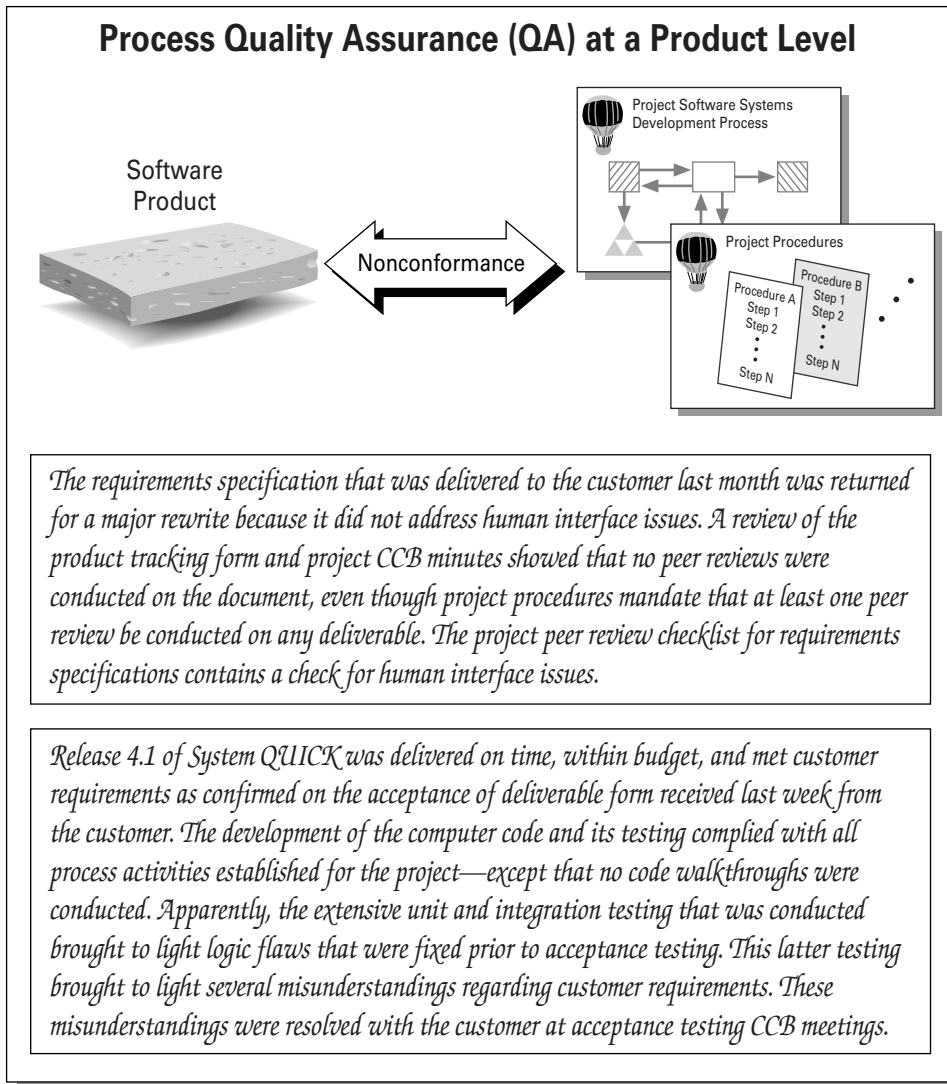 Process Quality Assurance (QA) at a Product Level
Software
Product
Nonconformance
Project Software Systems
Development Process
Project Procedures
Procedure A
Step 1
Step 2
Step N
Procedure B
Step 1
Step 2
Step N
The requirements specification that was delivered to the customer last month was returned
for a major rewrite because it did not address human interface issues. A review of the
product tracking form and project CCB minutes showed that no peer reviews were
conducted on the document, even though project procedures mandate that at least one peer
review be conducted on any deliverable. The project peer review checklist for requirements
specifications contains a check for human interface issues.
Release 4.1 of System QUICK was delivered on time, within budget, and met customer
requirements as confirmed on the acceptance of deliverable form received last week from
the customer. The development of the computer code and its testing complied with all
process activities established for the project—except that no code walkthroughs were
conducted. Apparently, the extensive unit and integration testing that was conducted
brought to light logic flaws that were fixed prior to acceptance testing. This latter testing
brought to light several misunderstandings regarding customer requirements. These
misunderstandings were resolved with the customer at acceptance testing CCB meetings.